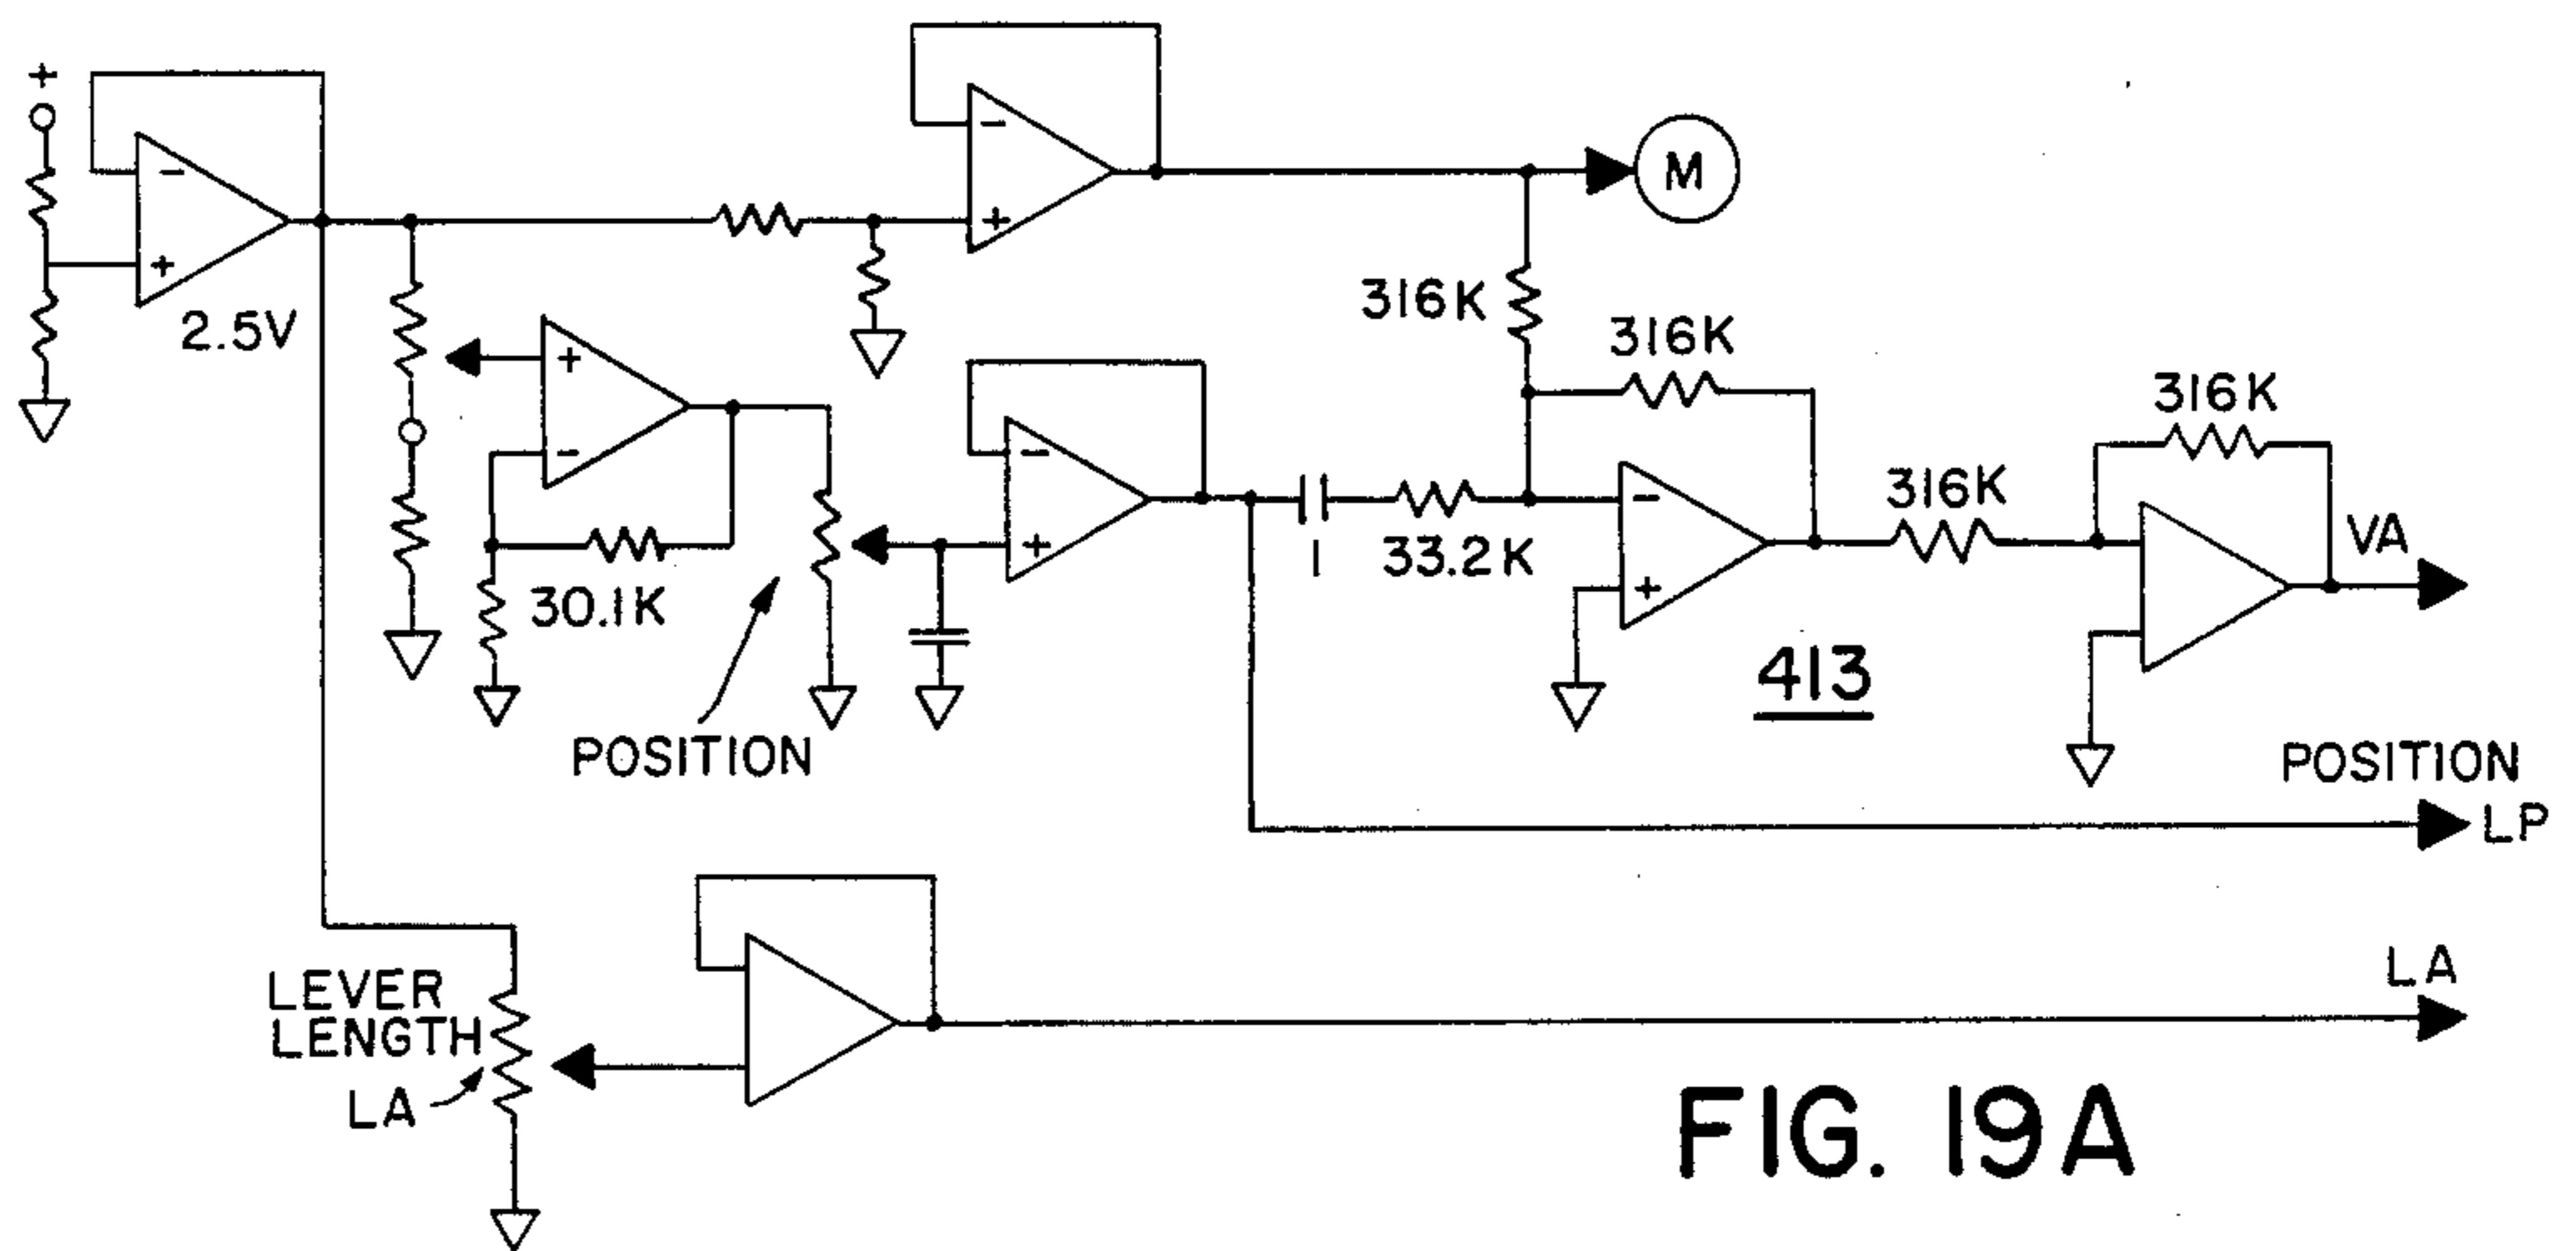 +
-
+
2.5V
-
+
M
316K
316K
316K
+
-
30.1K
POSITION
-
+
1
33.2K
-
+
413
316K
VA
POSITION
LP
LEVER
LENGTH
LA
LA
FIG. 19A